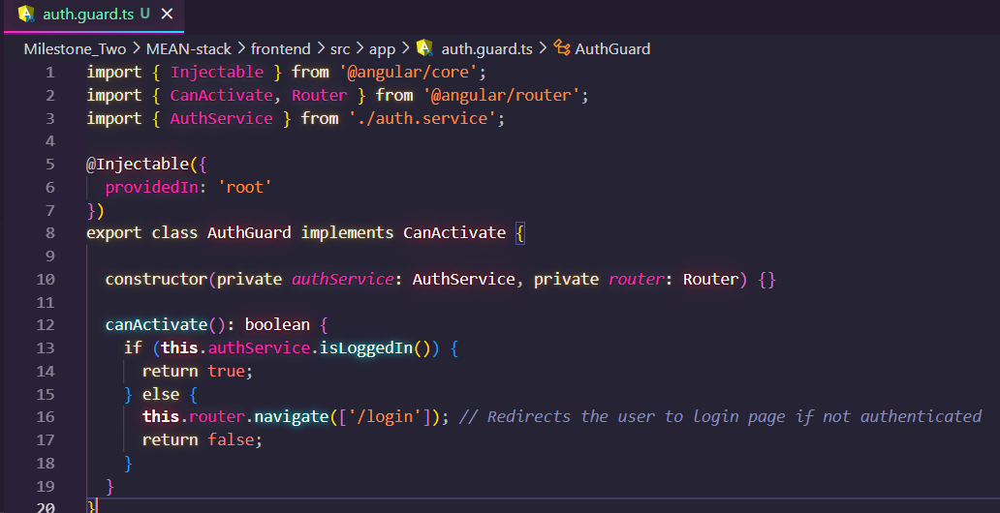 auth.guard.ts U ✕
Milestone_Two > MEAN-stack > frontend > src > app > auth.guard.ts > AuthGuard
1 import { Injectable } from '@angular/core';
2 import { CanActivate, Router } from '@angular/router';
3 import { AuthService } from './auth.service';
4
5 @Injectable({
6   providedIn: 'root'
7 })
8 export class AuthGuard implements CanActivate {
9
10   constructor(private authService: AuthService, private router: Router) {}
11
12   canActivate(): boolean {
13     if (this.authService.isLoggedIn()) {
14       return true;
15     } else {
16       this.router.navigate(['/login']); // Redirects the user to login page if not authenticated
17       return false;
18     }
19   }
20 }